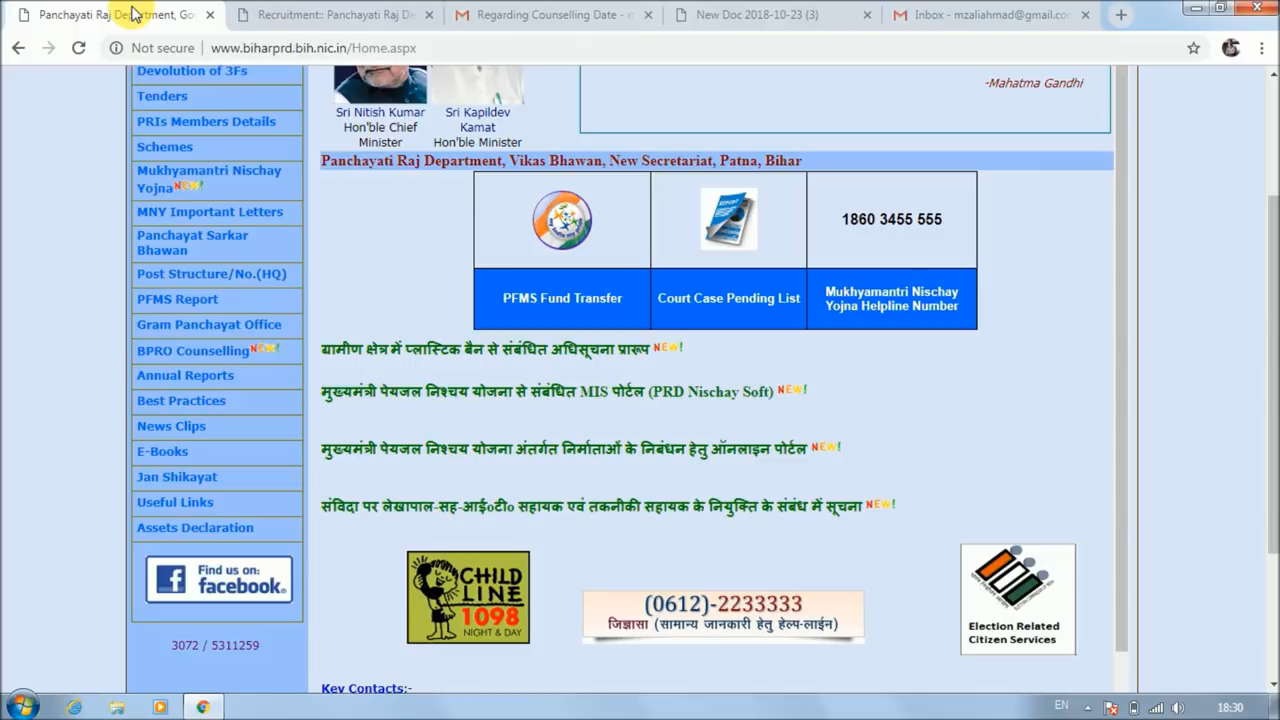 Panchayati Raj Department, Go
Recruitment:: Panchayati Raj De
Regarding Counselling Date - m
New Doc 2018-10-23 (3)
Inbox - mzaliahmad@gmail.co
Not secure
www.biharprd.bih.nic.in/Home.aspx
Devolution of 3Fs
Tenders
PRIs Members Details
Schemes
Mukhyamantri Nischay
Yojna NEW!
MNY Important Letters
Panchayat Sarkar
Bhawan
Post Structure/No.(HQ)
PFMS Report
Gram Panchayat Office
BPRO Counselling NEW!
Annual Reports
Best Practices
News Clips
E-Books
Jan Shikayat
Useful Links
Assets Declaration
Find us on:
facebook.
3072 / 5311259
-Mahatma Gandhi
Sri Nitish Kumar
Hon'ble Chief
Minister
Sri Kapildev
Kamat
Hon'ble Minister
Panchayati Raj Department, Vikas Bhawan, New Secretariat, Patna, Bihar
REPORT
1860 3455 555
PFMS Fund Transfer
Court Case Pending List
Mukhyamantri Nischay
Yojna Helpline Number
ग्रामीण क्षेत्र में प्लास्टिक बैन से संबंधित अधिसूचना प्रारूप NEW!
मुख्यमंत्री पेयजल निश्चय योजना से संबंधित MIS पोर्टल (PRD Nischay Soft) NEW!
मुख्यमंत्री पेयजल निश्चय योजना अंतर्गत निर्माताओं के निबंधन हेतु ऑनलाइन पोर्टल NEW!
संविदा पर लेखापाल-सह-आई०टी० सहायक एवं तकनीकी सहायक के नियुक्ति के संबंध में सूचना NEW!
CHILD
LINE
1098
NIGHT & DAY
(0612)-2233333
जिज्ञासा (सामान्य जानकारी हेतु हेल्प-लाईन)
Election Related
Citizen Services
Key Contacts:-
EN
18:30